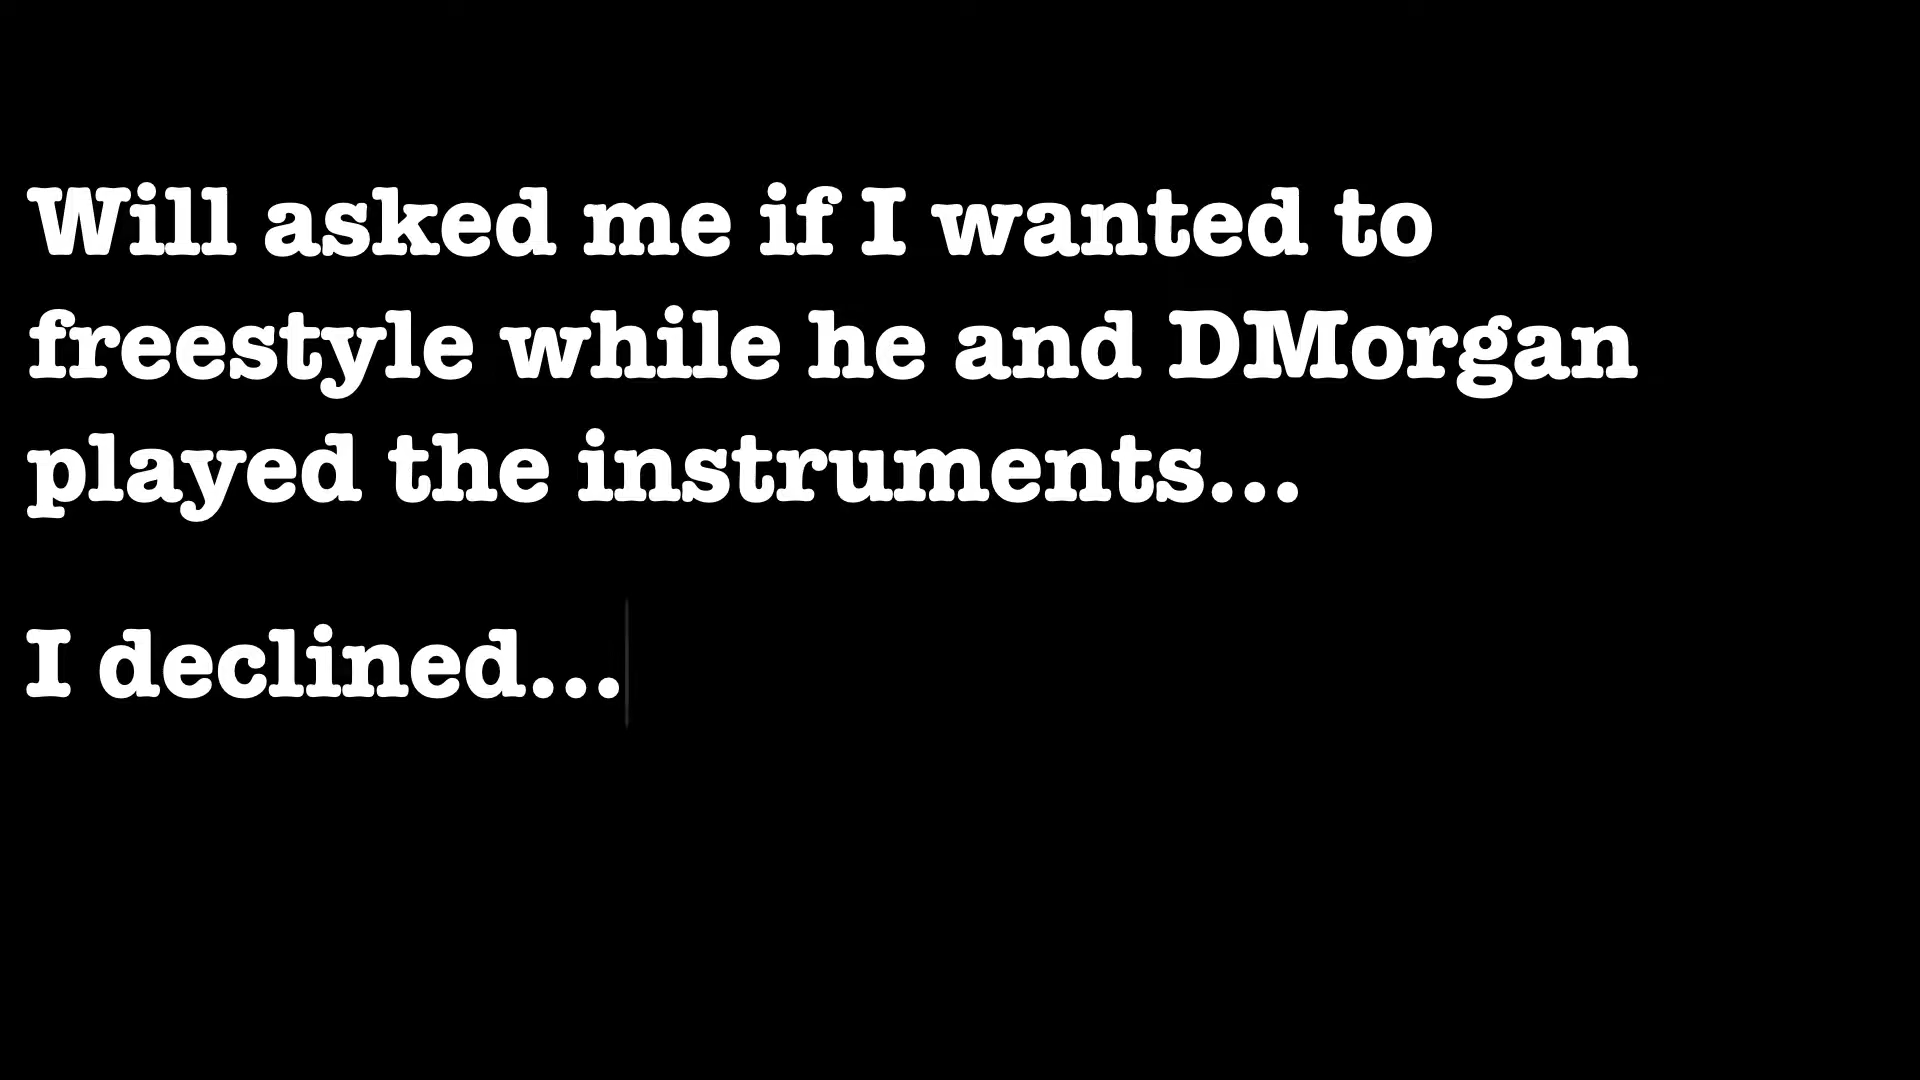 Will asked me if I wanted to
freestyle while he and DMorgan
played the instruments...
I declined...